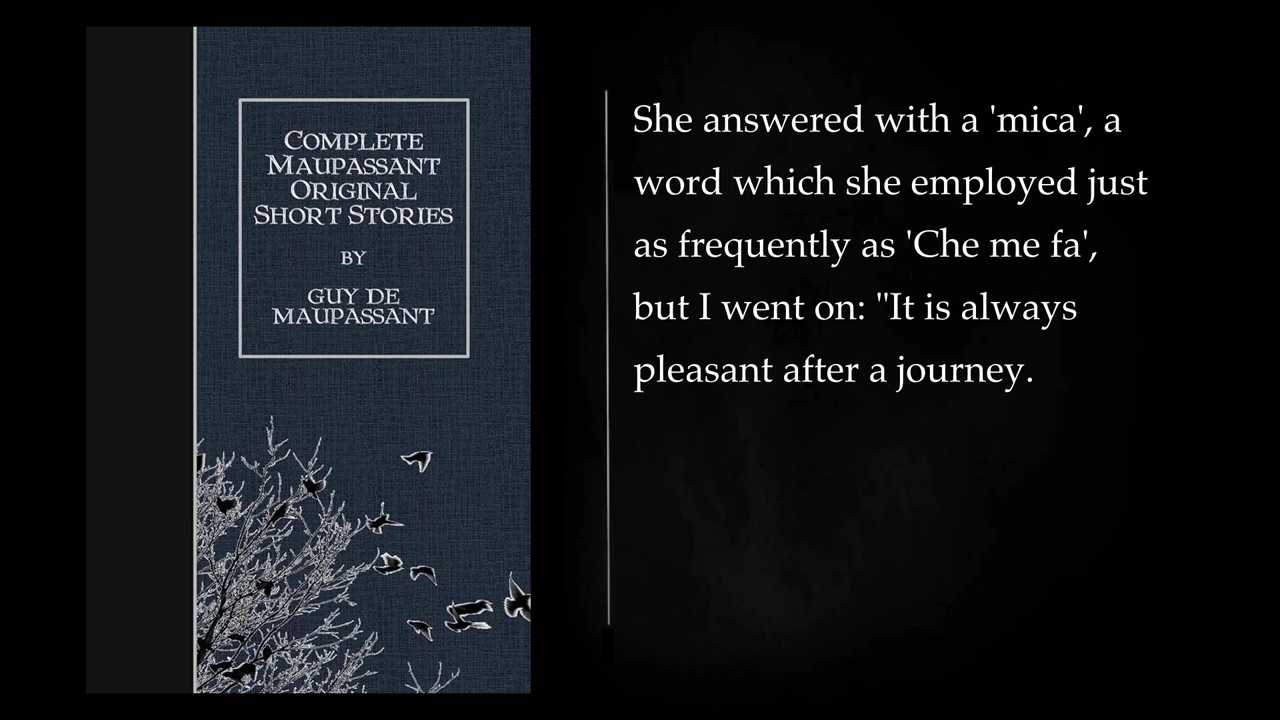 COMPLETE
MAUPASSANT
ORIGINAL
SHORT STORIES
BY
GUY DE
MAUPASSANT
She answered with a 'mica', a
word which she employed just
as frequently as 'Che me fa',
but I went on: "It is always
pleasant after a journey.